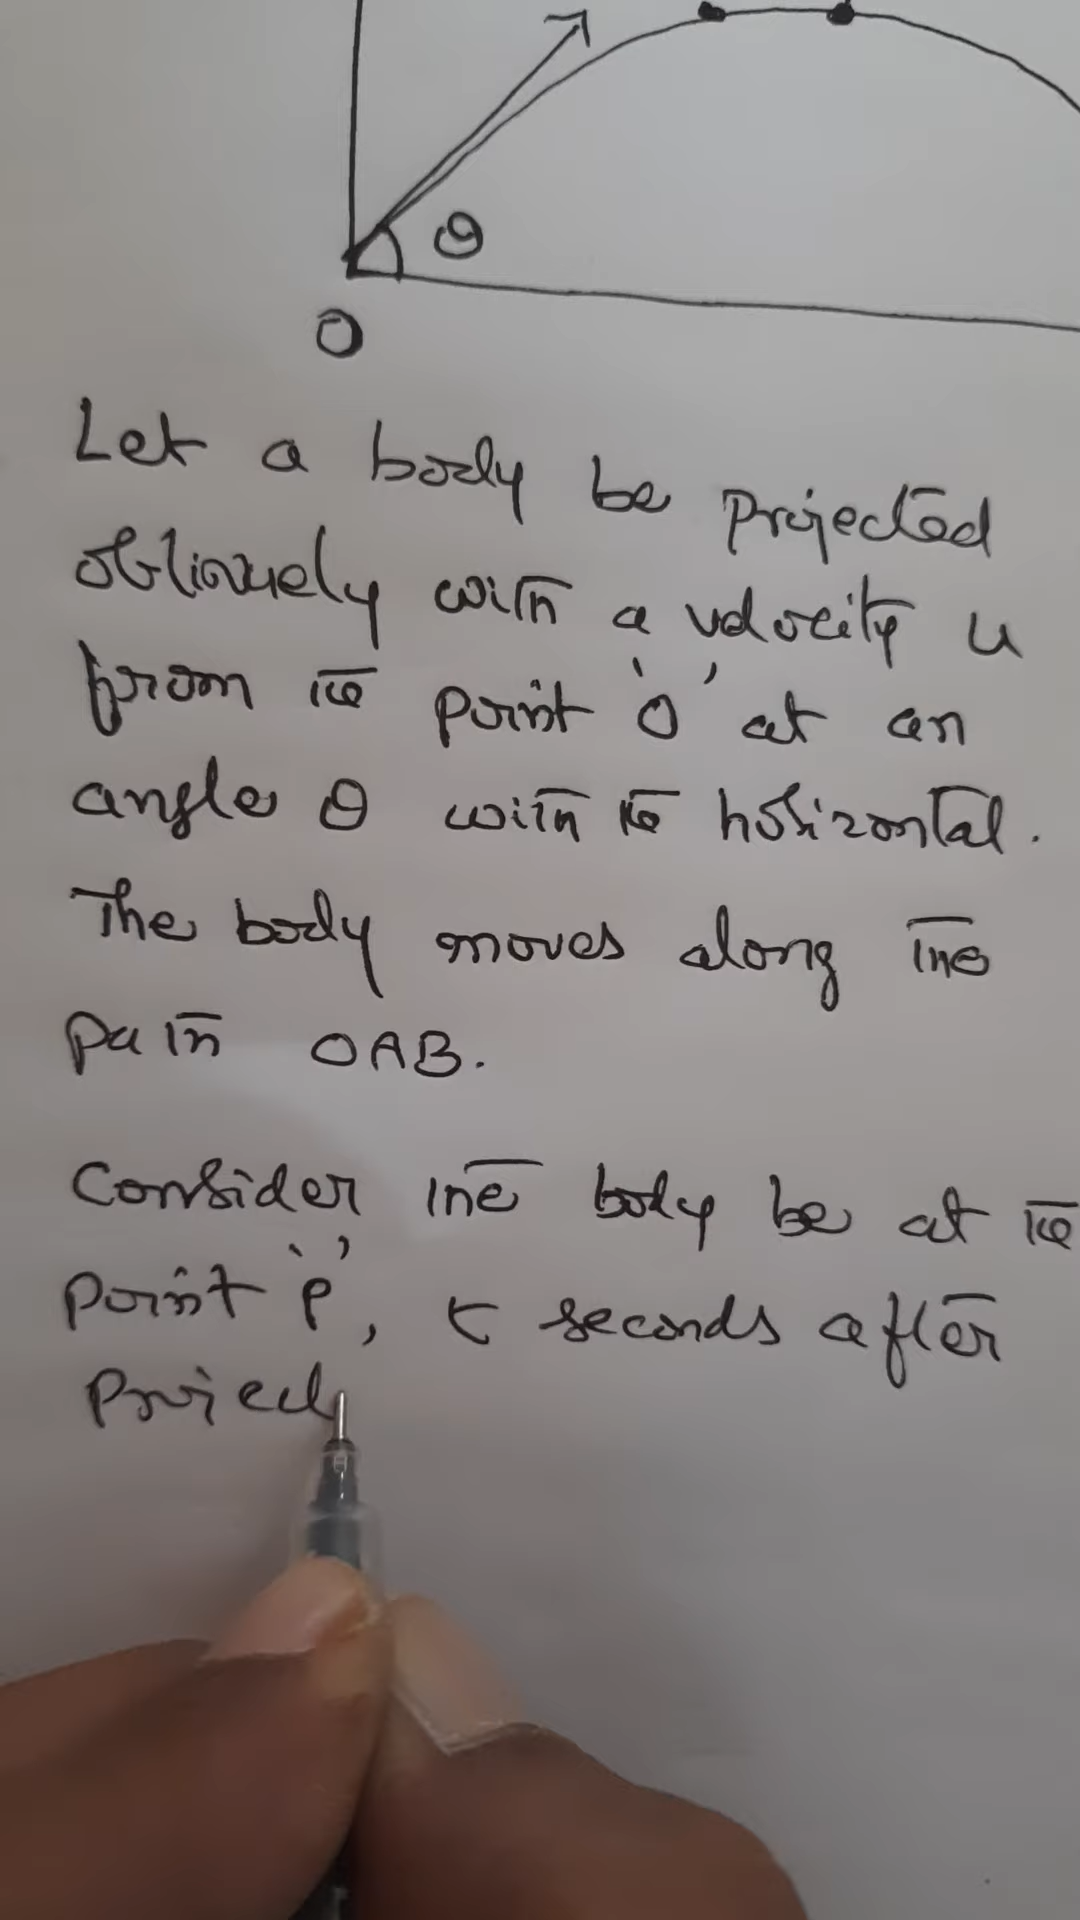 θ
O
Let a body be projected
obliquely with a velocity u
from the point 'O' at an
angle θ with the horizontal.
The body moves along the
path OAB.
Consider the body be at the
point 'P', t seconds after
Project